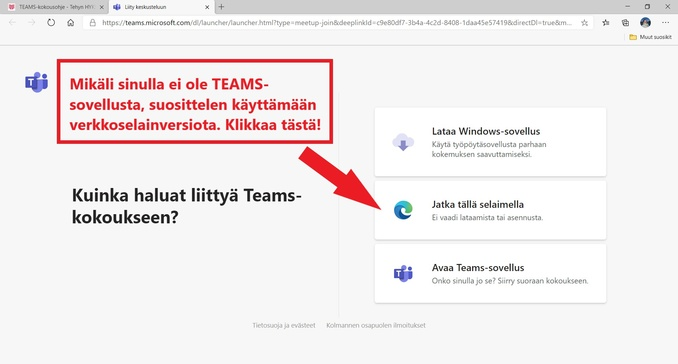 TEAMS-kokousohje - Tehyn HY
Liity keskusteluun
https://teams.microsoft.com/dl/launcher/launcher.html?type=meetup-join&deeplinkId=c9e80df7-3b4a-4c2d-8408-1daa45e57419&directDl=true&m...
Muut suosikit
Mikäli sinulla ei ole TEAMS-
sovellusta, suosittelen käyttämään
verkkoselainversiota. Klikkaa tästä!
Kuinka haluat liittyä Teams-
kokoukseen?
Lataa Windows-sovellus
Käytä työpöytäsovellusta parhaan
kokemuksen saavuttamiseksi.
Jatka tällä selaimella
Ei vaadi lataamista tai asennusta.
Avaa Teams-sovellus
Onko sinulla jo se? Siirry suoraan kokoukseen.
Tietosuoja ja evästeet
Kolmannen osapuolen ilmoitukset